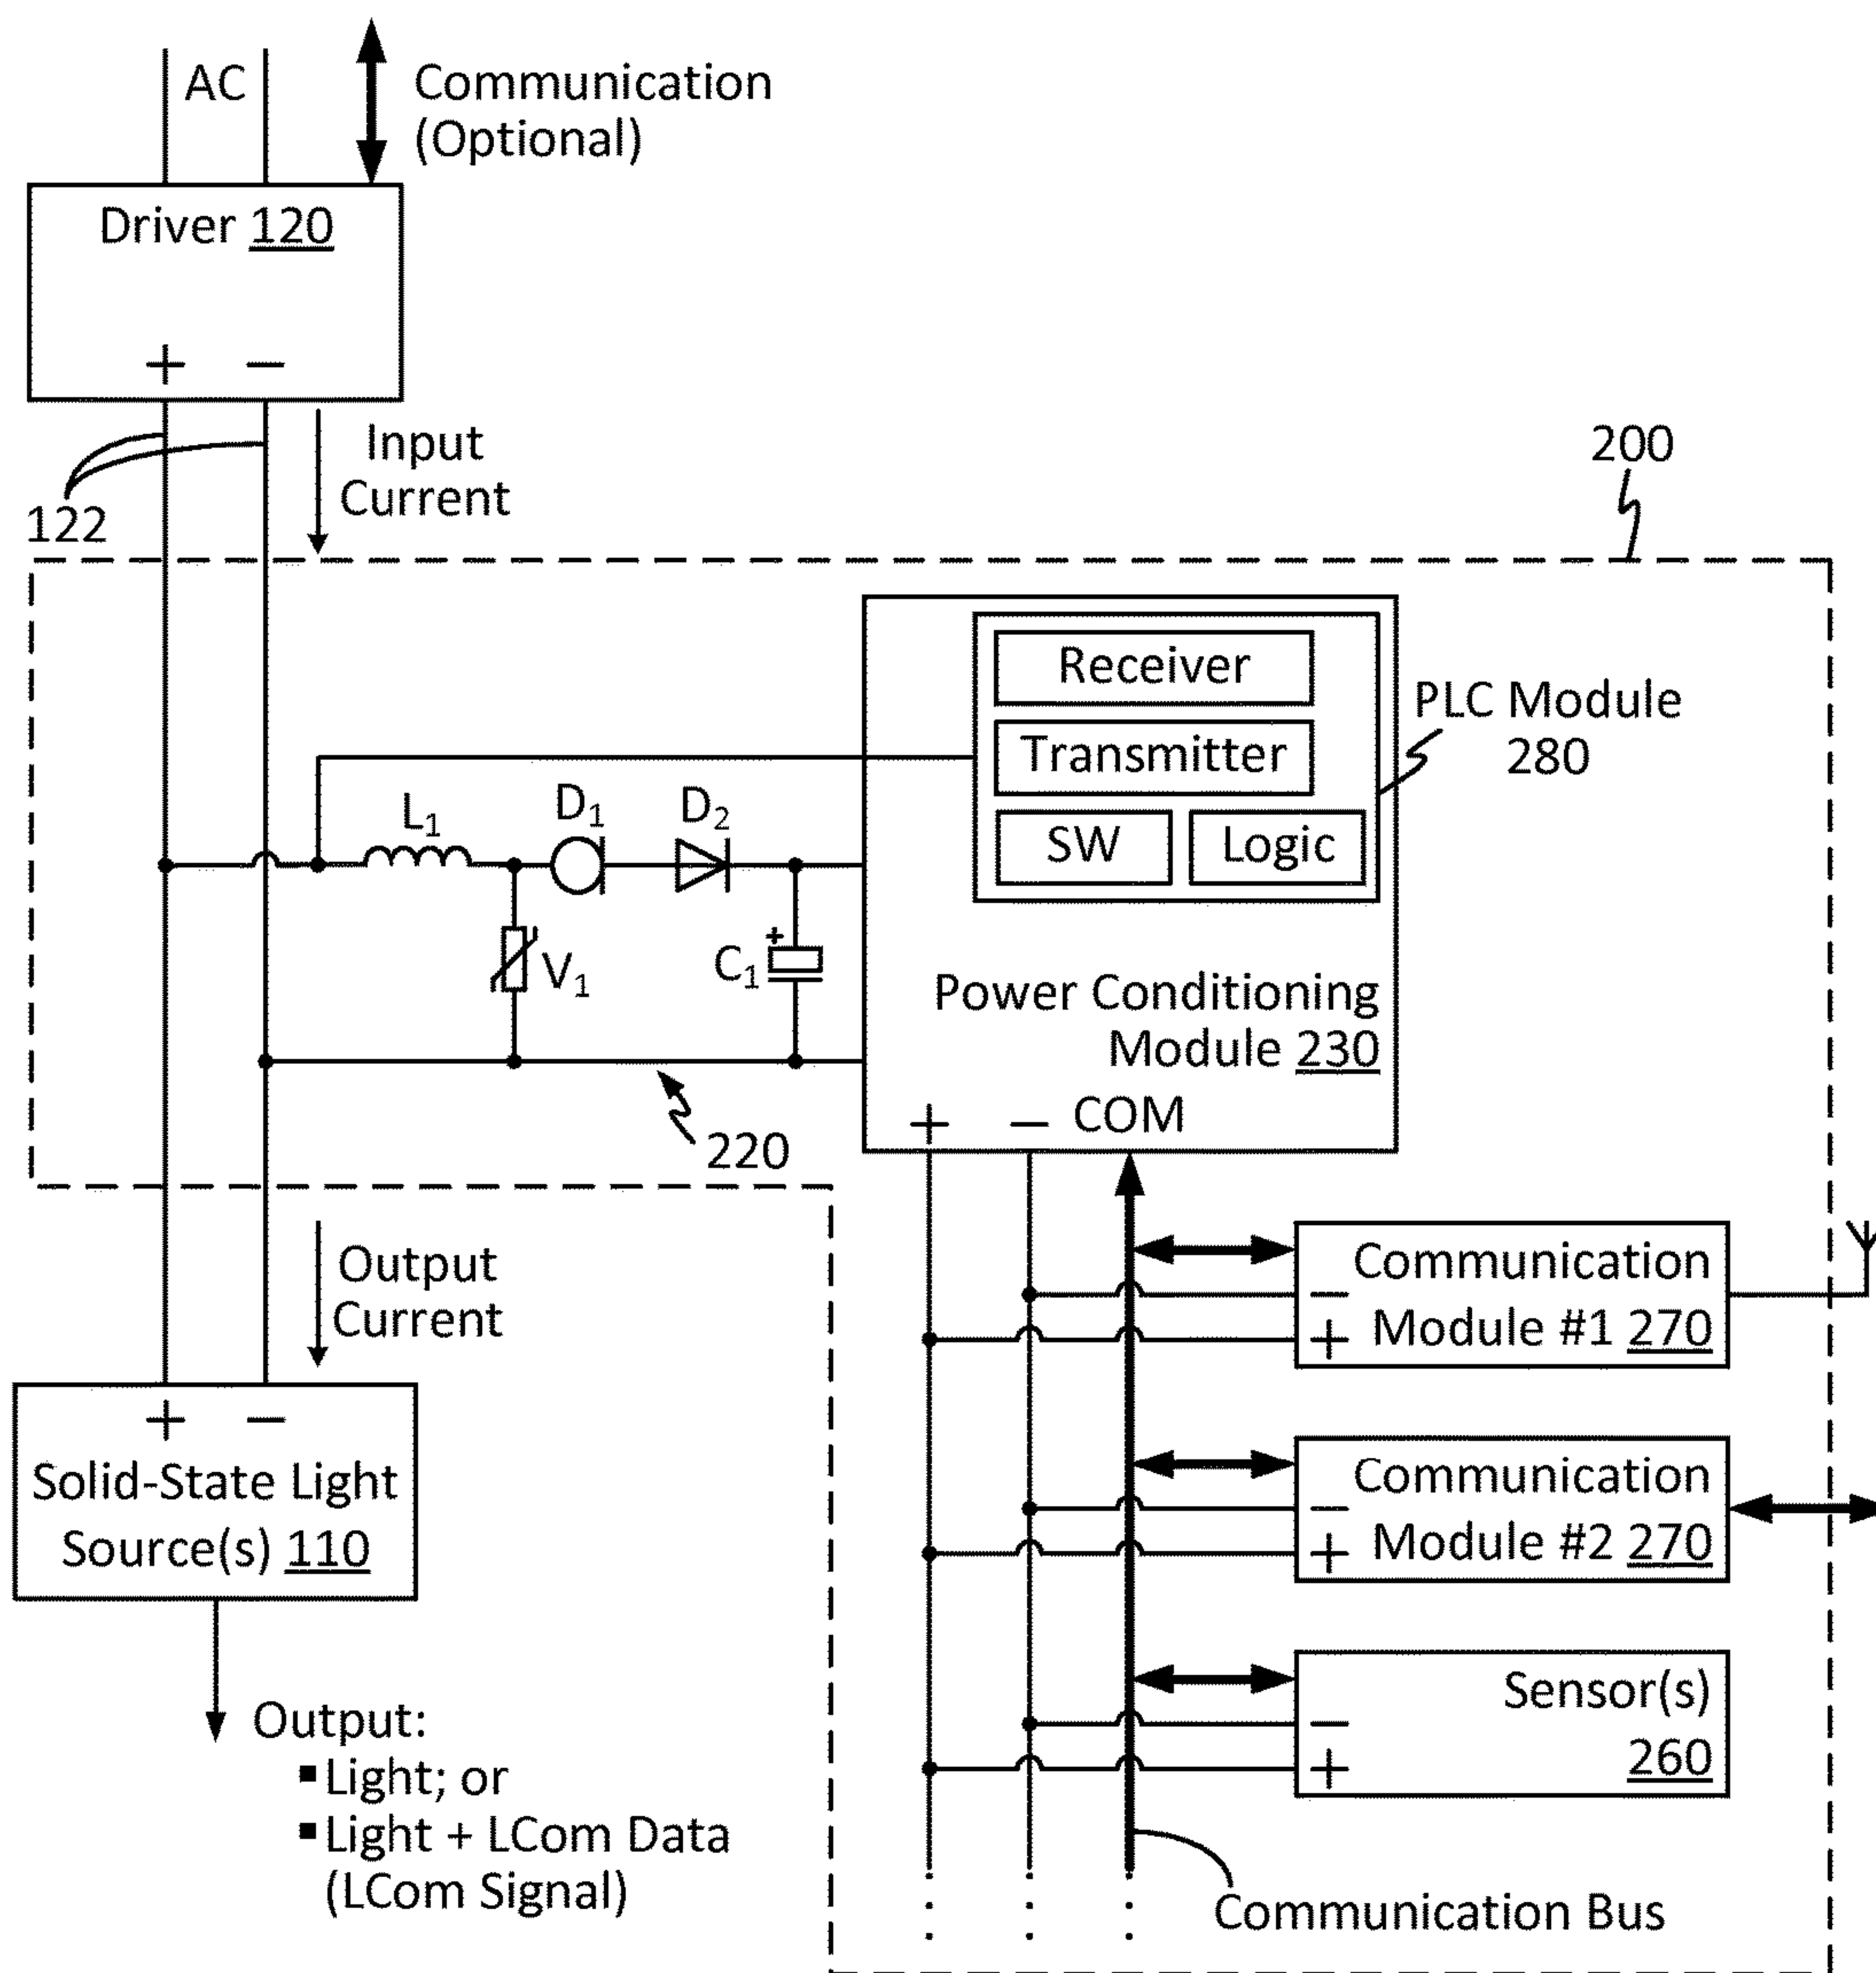 AC
Communication
(Optional)
Driver 120
+ −
Input
Current
122
200
Receiver
Transmitter
SW
Logic
PLC Module
280
L1
D1
D2
V1
+
C1
Power Conditioning
Module 230
+ − COM
220
Output
Current
+ −
Solid-State Light
Source(s) 110
Output:
▪ Light; or
▪ Light + LCom Data
(LCom Signal)
Communication
− Module #1 270
+
Communication
− Module #2 270
+
Sensor(s)
− 260
+
Communication Bus